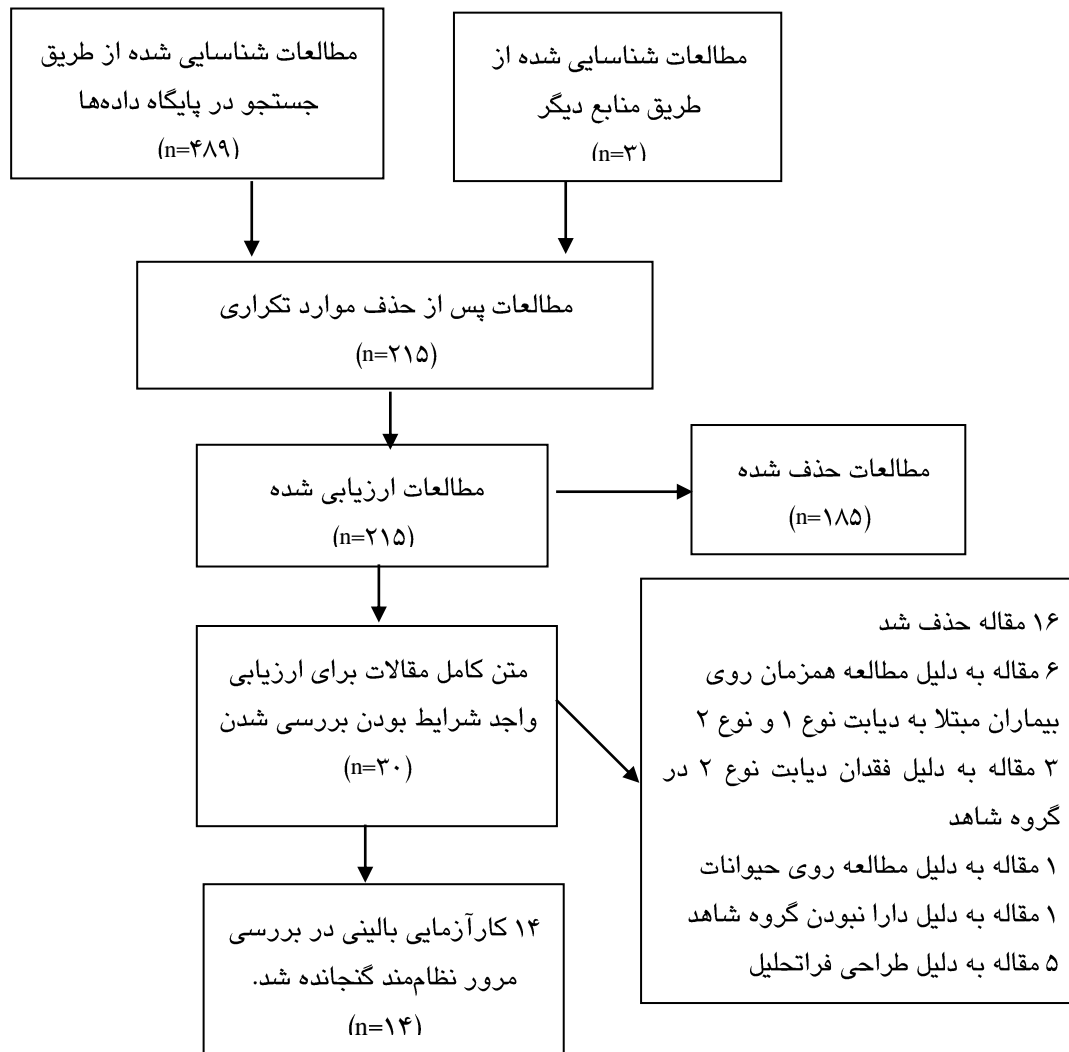 مطالعات شناسایی شده از
طریق منابع دیگر
(n=۳)
مطالعات شناسایی شده از طریق
جستجو در پایگاه داده‌ها
(n=۴۸۹)
مطالعات پس از حذف موارد تکراری
(n=۲۱۵)
مطالعات ارزیابی شده
(n=۲۱۵)
مطالعات حذف شده
(n=۱۸۵)
متن کامل مقالات برای ارزیابی
واجد شرایط بودن بررسی شدن
(n=۳۰)
۱۶ مقاله حذف شد
۶ مقاله به دلیل مطالعه همزمان روی
بیماران مبتلا به دیابت نوع ۱ و نوع ۲
۳ مقاله به دلیل فقدان دیابت نوع ۲ در
گروه شاهد
۱ مقاله به دلیل مطالعه روی حیوانات
۱ مقاله به دلیل دارا نبودن گروه شاهد
۵ مقاله به دلیل طراحی فراتحلیل
۱۴ کارآزمایی بالینی در بررسی
مرور نظام‌مند گنجانده شد.
(n=۱۴)